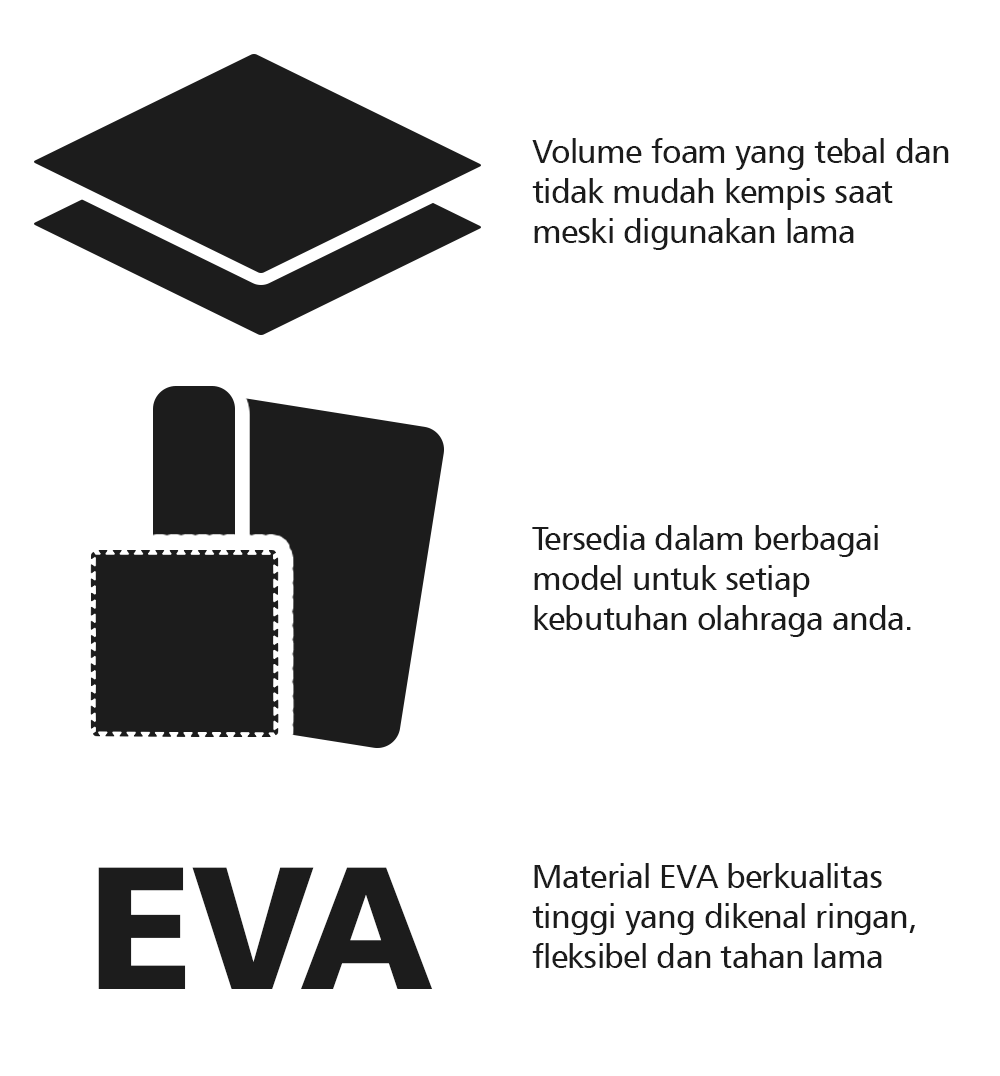 Volume foam yang tebal dan
tidak mudah kempis saat
meski digunakan lama
Tersedia dalam berbagai
model untuk setiap
kebutuhan olahraga anda.
EVA
Material EVA berkualitas
tinggi yang dikenal ringan,
fleksibel dan tahan lama